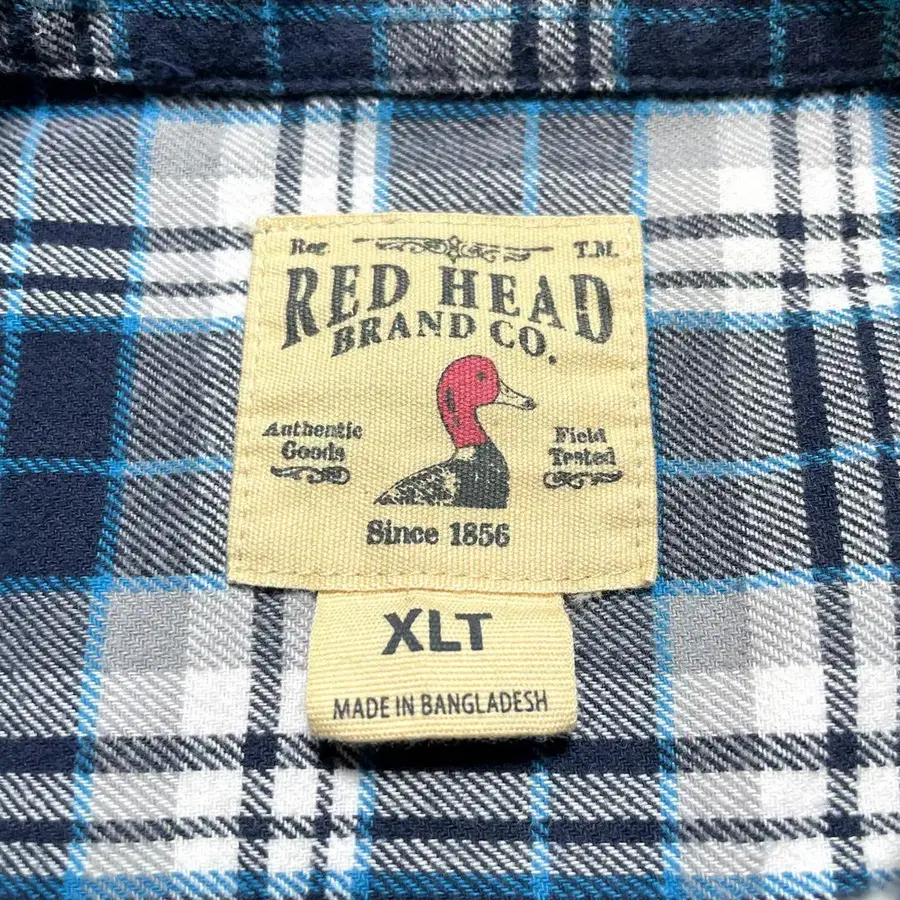 Reg T.M.
RED HEAD
BRAND CO.
Authentic Field
Goods Tested
Since 1856
XLT
MADE IN BANGLADESH